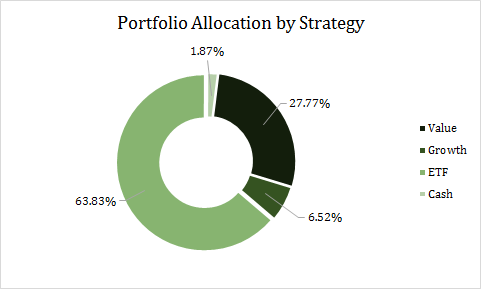 Portfolio Allocation by Strategy
1.87%
27.77%
6.52%
63.83%
Value
Growth
ETF
Cash